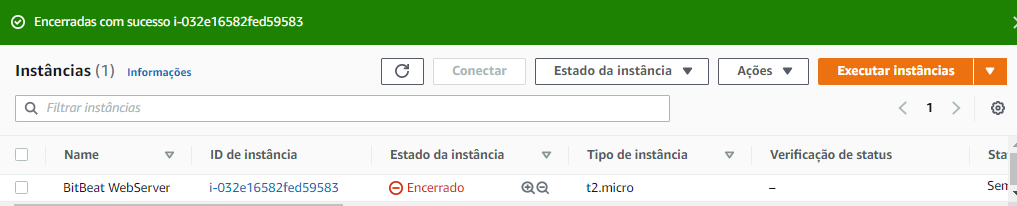 Encerradas com sucesso i-032e16582fed59583
Instâncias (1) Informações Conectar Estado da instância Ações Executar instâncias
Filtrar instâncias 1
Name ID de instância Estado da instância Tipo de instância Verificação de status Sta
BitBeat WebServer i-032e16582fed59583 Encerrado t2.micro – Sem